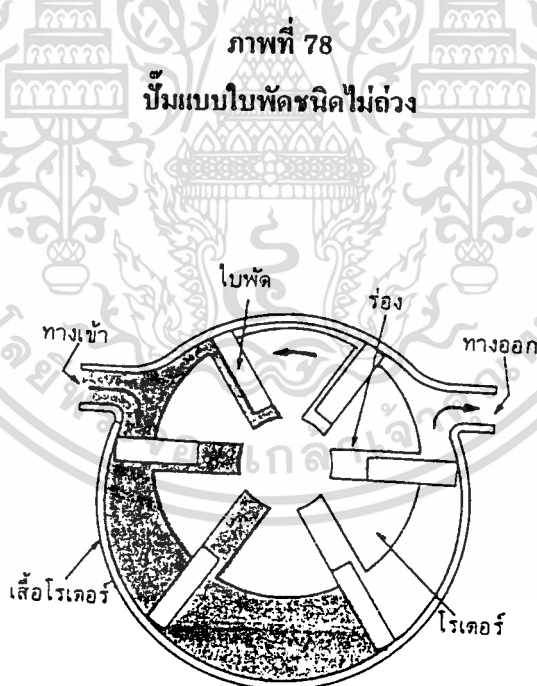 ภาพที่ 78
ปั๊มแบบใบพัดชนิดไม่ถ่วง
ใบพัด
ร่อง
ทางเข้า
ทางออก
เสื้อโรเตอร์
โรเตอร์